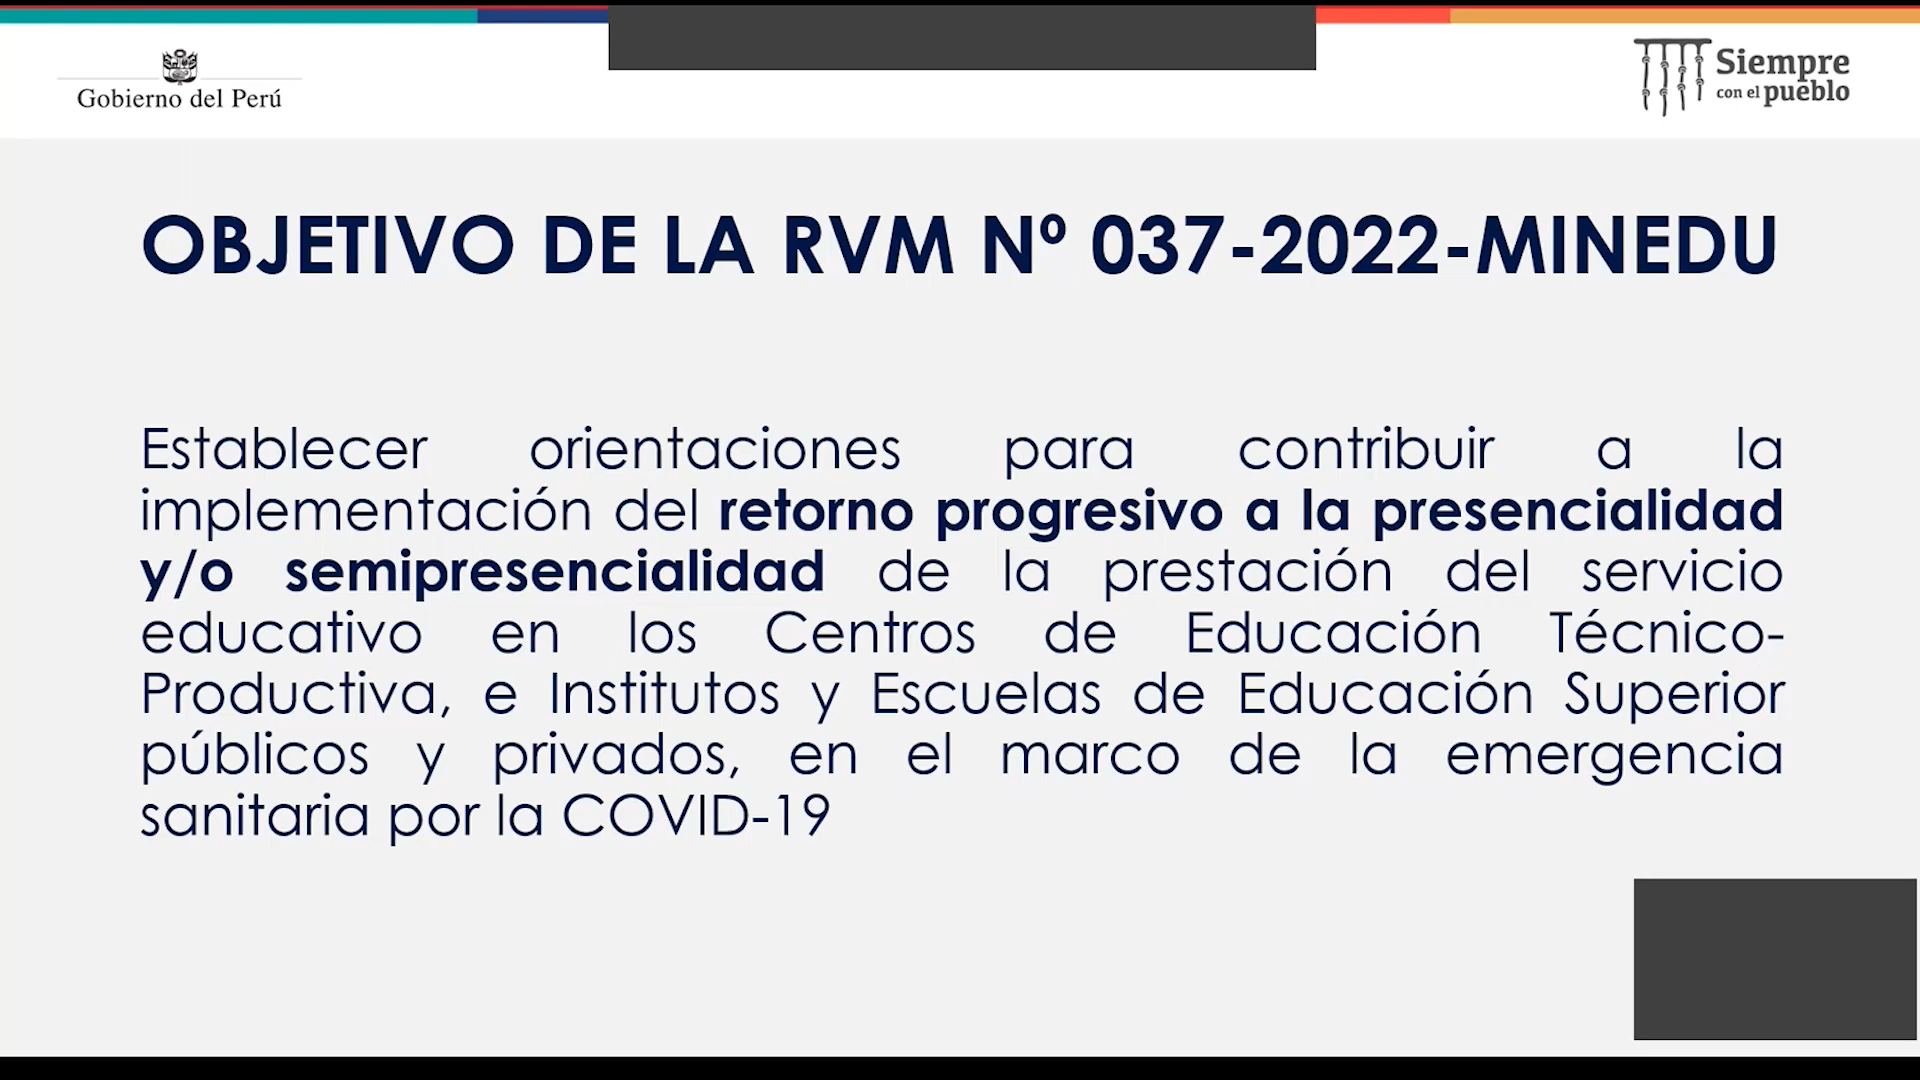 Gobierno del Perú
Siempre
con el pueblo
OBJETIVO DE LA RVM Nº 037-2022-MINEDU
Establecer orientaciones para contribuir a la
implementación del retorno progresivo a la presencialidad
y/o semipresencialidad de la prestación del servicio
educativo en los Centros de Educación Técnico-
Productiva, e Institutos y Escuelas de Educación Superior
públicos y privados, en el marco de la emergencia
sanitaria por la COVID-19